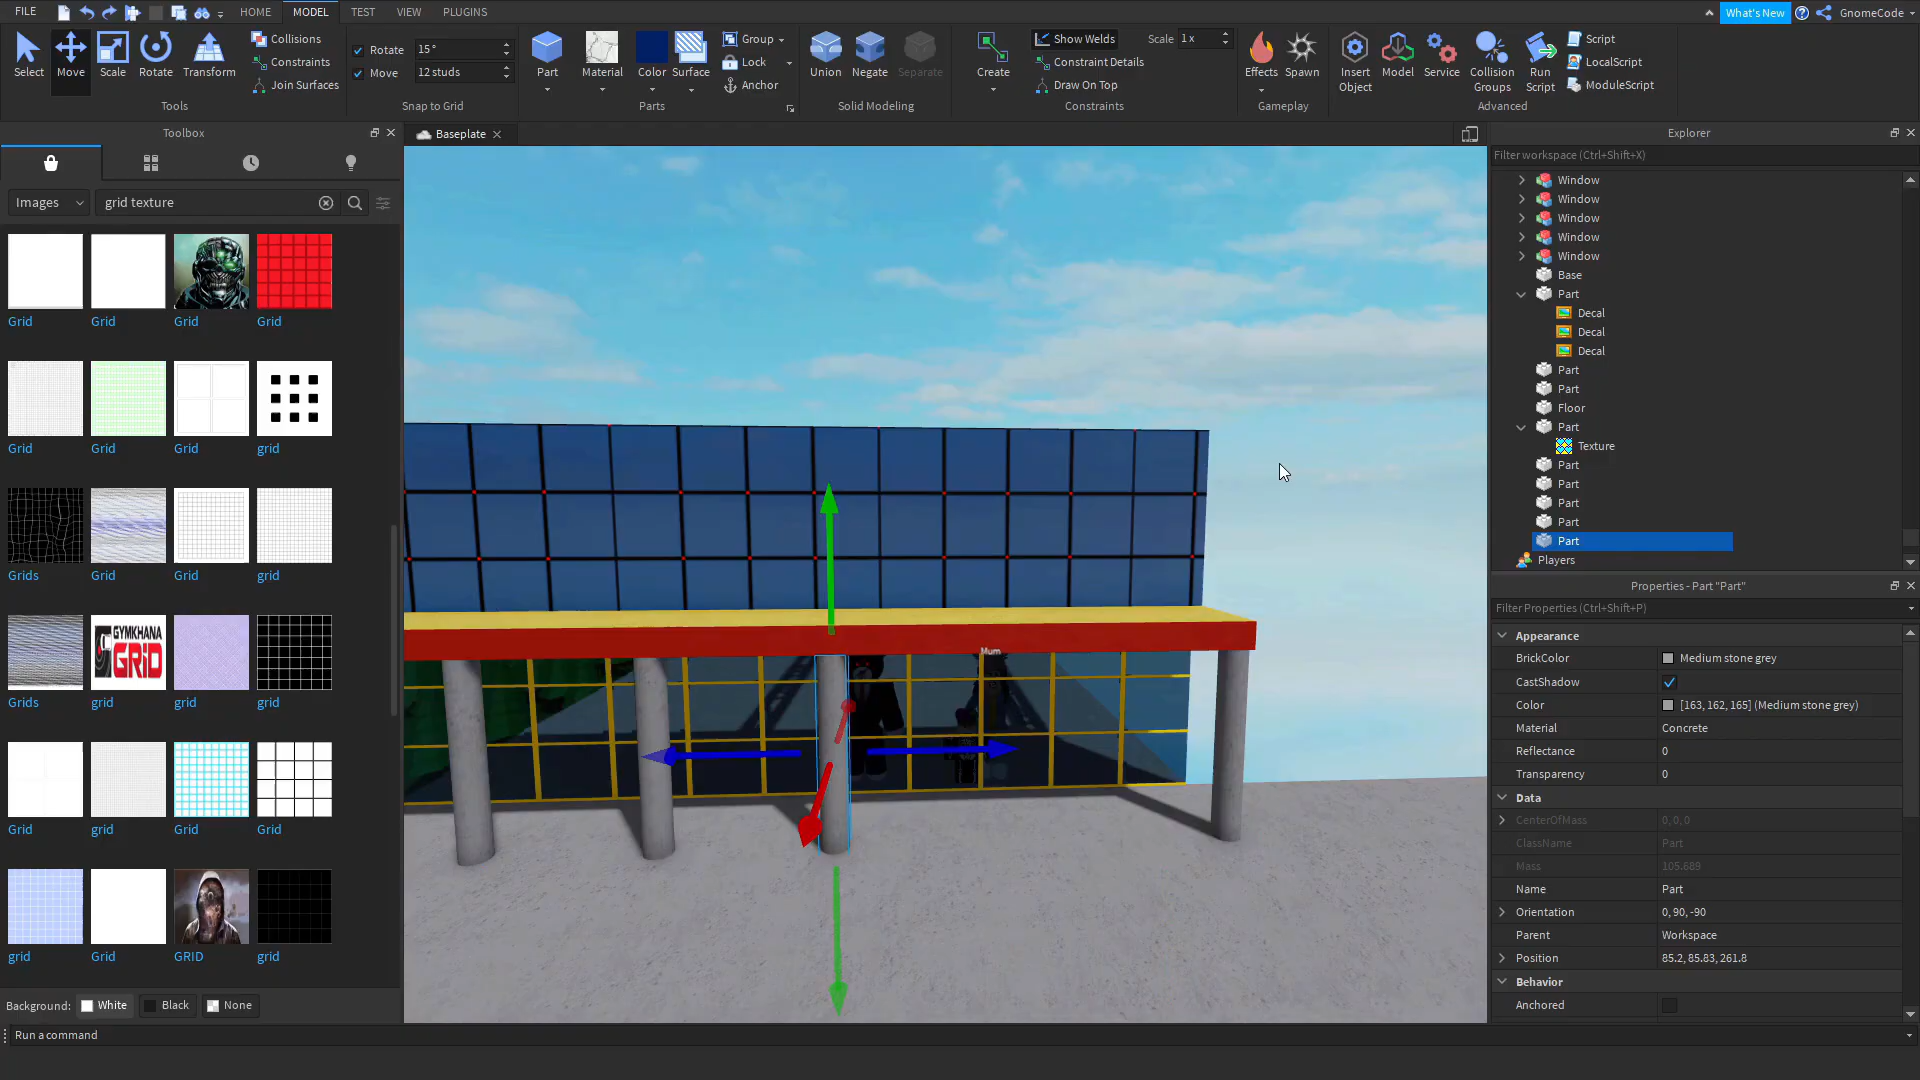 FILE HOME MODEL TEST VIEW PLUGINS What's New GnomeCode
Select Move Scale Rotate Transform
Collisions
Constraints
Join Surfaces
Tools
Rotate 15°
Move 12 studs
Snap to Grid
Part Material Color Surface
Group
Lock
Anchor
Parts
Union Negate Separate
Solid Modeling
Create
Show Welds Scale 1 x
Constraint Details
Draw On Top
Constraints
Effects Spawn
Gameplay
Insert Object Model Service Collision Groups Run Script
Script
LocalScript
ModuleScript
Advanced
Toolbox
Images grid texture
Grid Grid Grid Grid
Grid Grid Grid grid
Grids Grid Grid grid
GYMKHANA
GRID
Grids grid grid grid
Grid grid Grid Grid
grid Grid GRID grid
Background: White Black None
Run a command
Baseplate
Mum
Explorer
Filter workspace (Ctrl+Shift+X)
Window
Window
Window
Window
Window
Base
Part
Decal
Decal
Decal
Part
Part
Floor
Part
Texture
Part
Part
Part
Part
Part
Players
Properties - Part "Part"
Filter Properties (Ctrl+Shift+P)
Appearance
BrickColor Medium stone grey
CastShadow
Color [163, 162, 165] (Medium stone grey)
Material Concrete
Reflectance 0
Transparency 0
Data
CenterOfMass 0, 0, 0
ClassName Part
Mass 105.689
Name Part
Orientation 0, 90, -90
Parent Workspace
Position 85.2, 85.83, 261.8
Behavior
Anchored